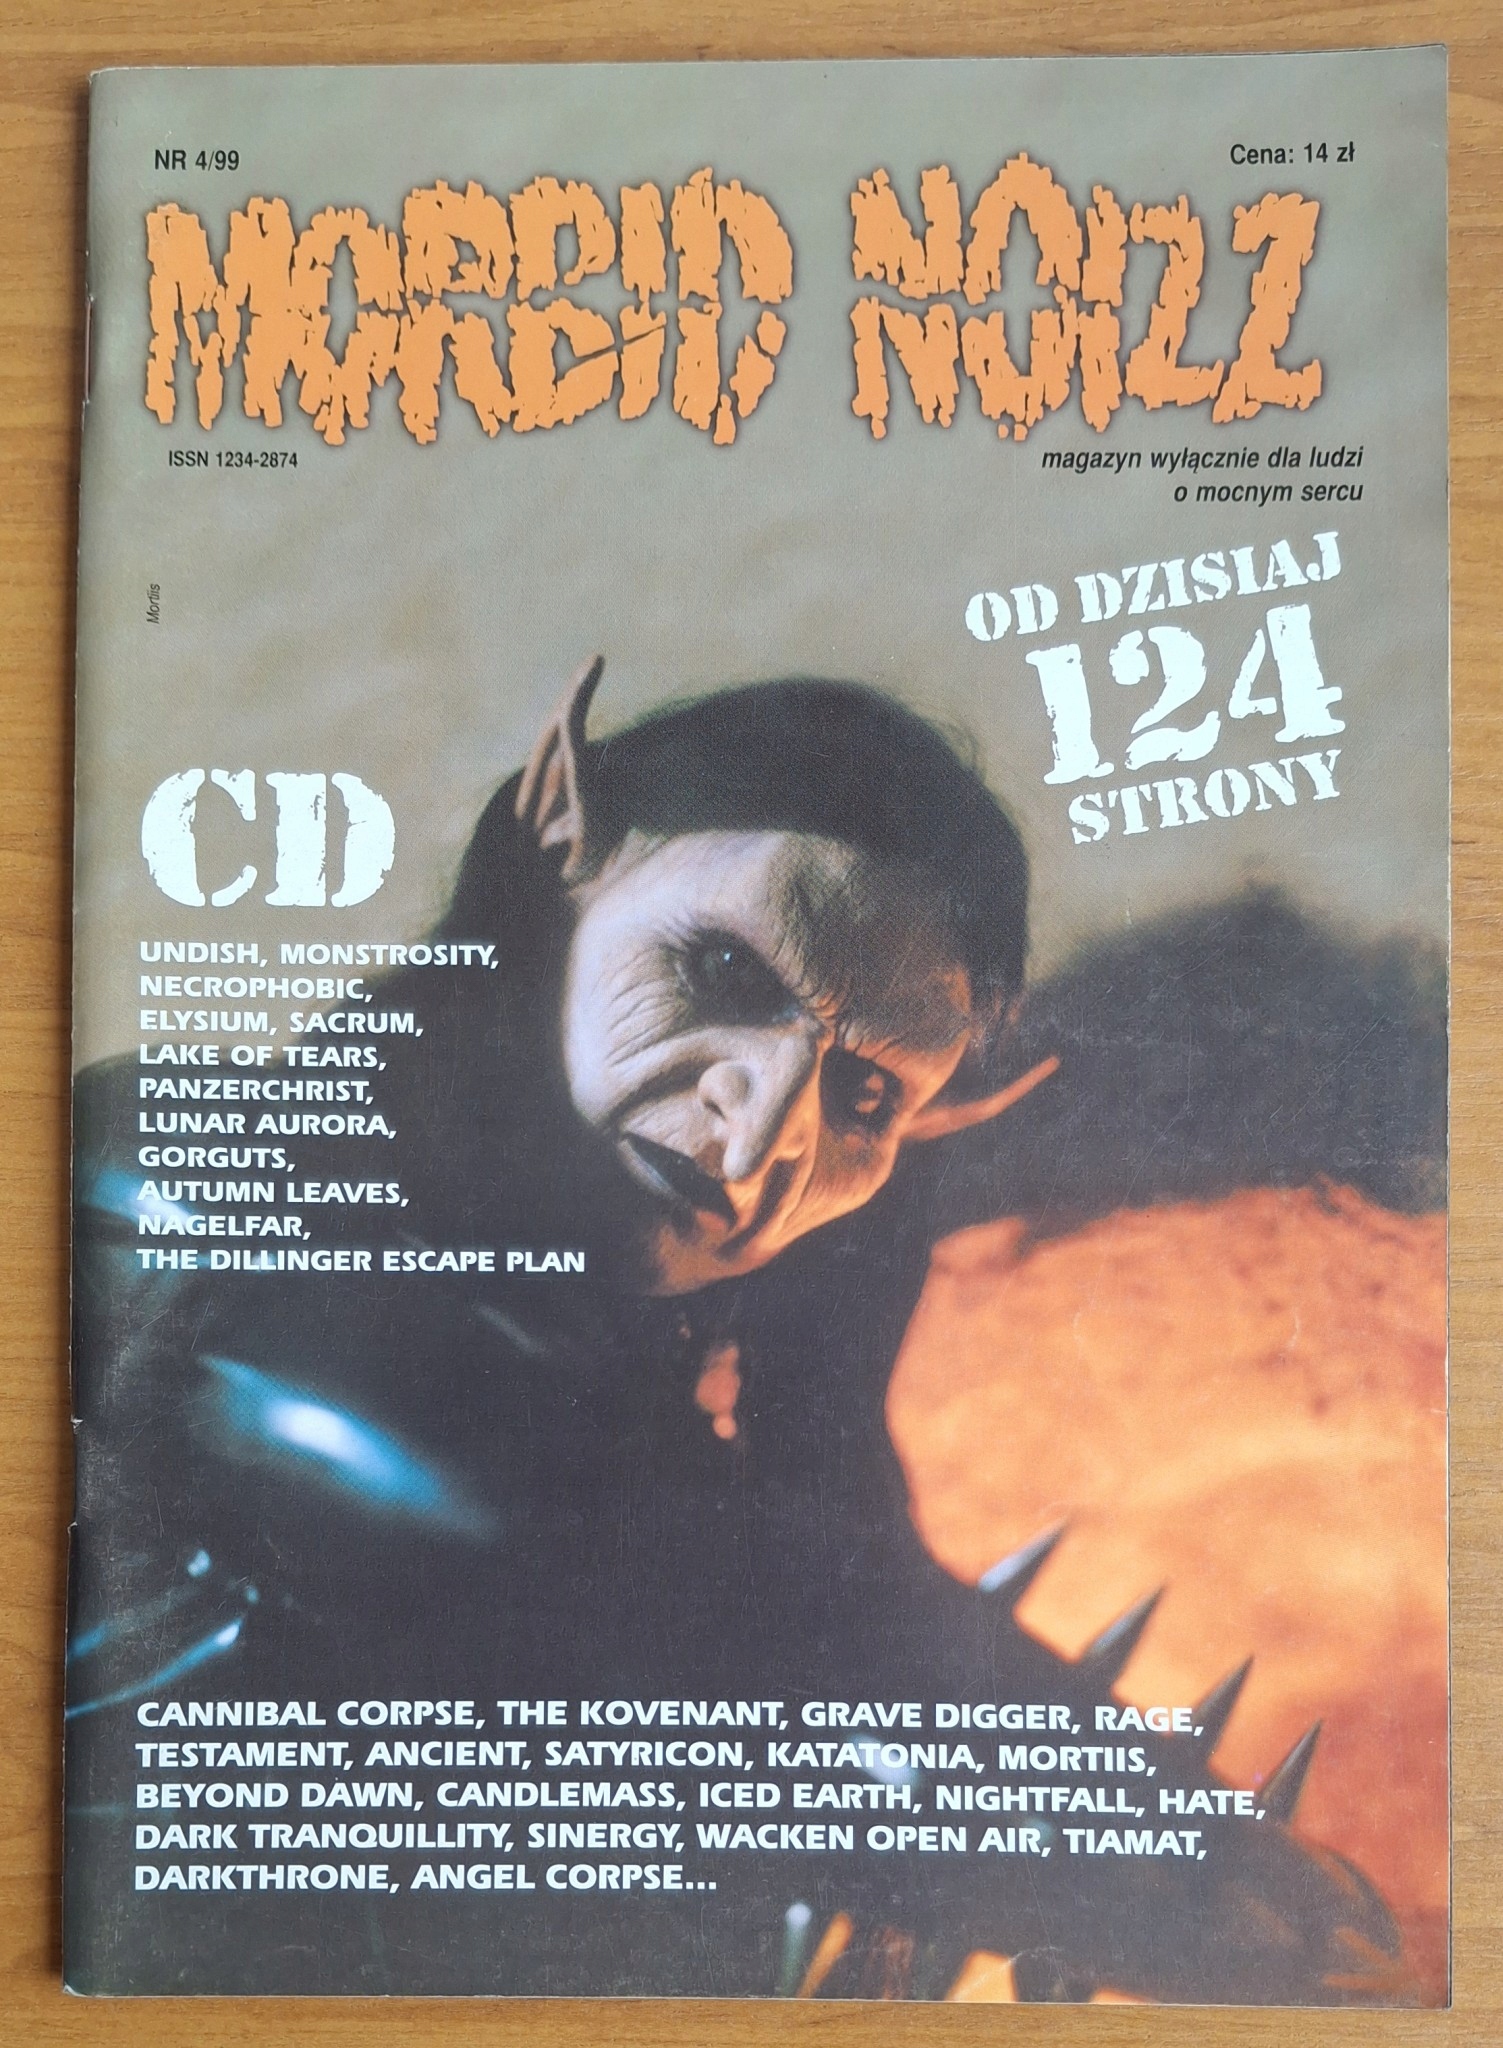 NR 4/99
Cena: 14 zł
MORBID NOIZZ
ISSN 1234-2874
magazyn wyłącznie dla ludzi
o mocnym sercu
Mortiis
OD DZISIAJ
124
STRONY
CD
UNDISH, MONSTROSITY,
NECROPHOBIC,
ELYSIUM, SACRUM,
LAKE OF TEARS,
PANZERCHRIST,
LUNAR AURORA,
GORGUTS,
AUTUMN LEAVES,
NAGELFAR,
THE DILLINGER ESCAPE PLAN
CANNIBAL CORPSE, THE KOVENANT, GRAVE DIGGER, RAGE,
TESTAMENT, ANCIENT, SATYRICON, KATATONIA, MORTIIS,
BEYOND DAWN, CANDLEMASS, ICED EARTH, NIGHTFALL, HATE,
DARK TRANQUILLITY, SINERGY, WACKEN OPEN AIR, TIAMAT,
DARKTHRONE, ANGEL CORPSE...